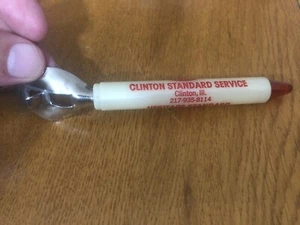 CLINTON STANDARD SERVICE
Clinton, Ill.
217-935-8114